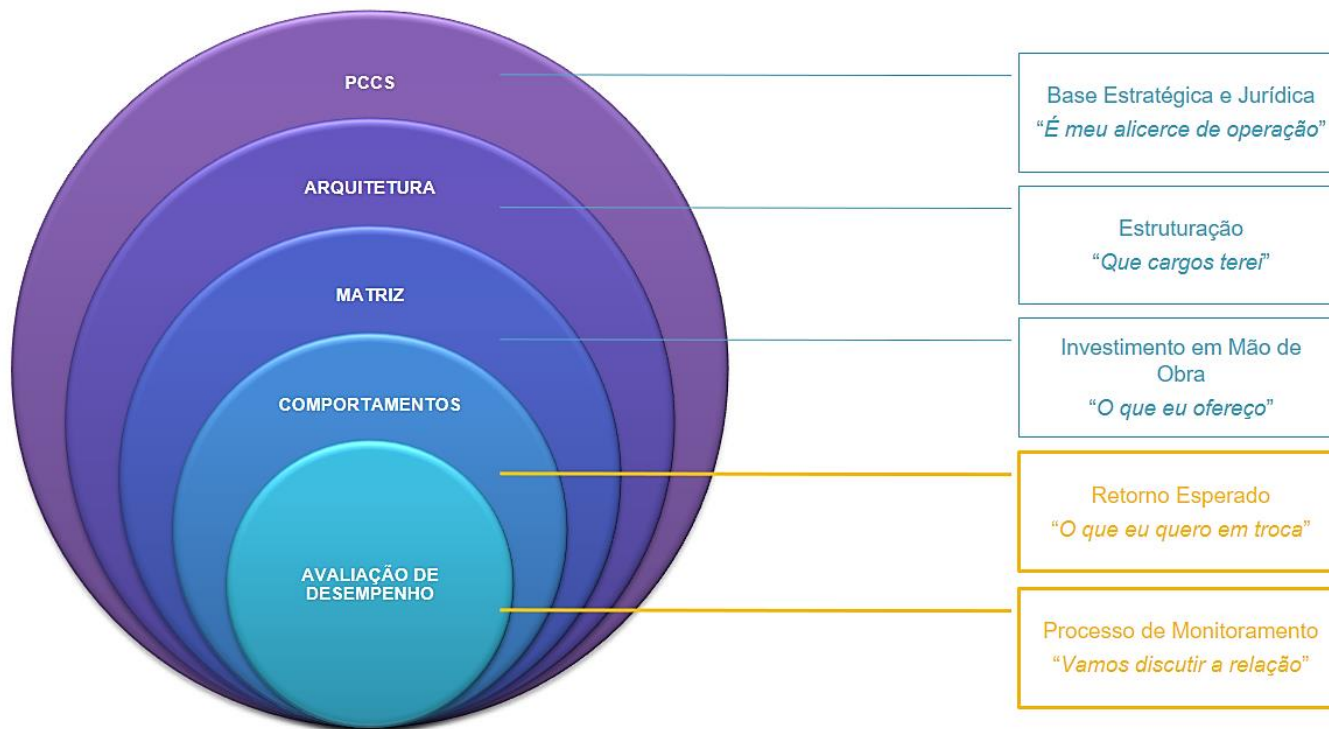 PCCS
ARQUITETURA
MATRIZ
COMPORTAMENTOS
AVALIAÇÃO DE
DESEMPENHO
Base Estratégica e Jurídica
“É meu alicerce de operação”
Estruturação
“Que cargos terei”
Investimento em Mão de
Obra
“O que eu ofereço”
Retorno Esperado
“O que eu quero em troca”
Processo de Monitoramento
“Vamos discutir a relação”